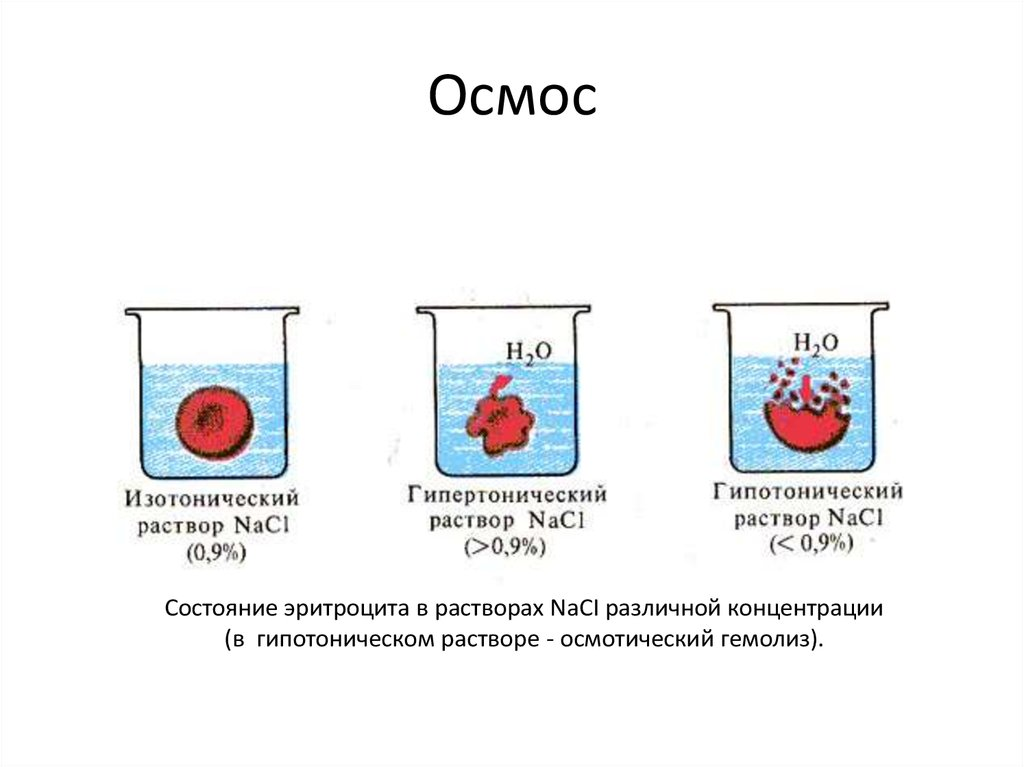 Осмос
H₂O
H₂O
Изотонический
раствор NaCl
(0,9%)
Гипертонический
раствор NaCl
(>0,9%)
Гипотонический
раствор NaCl
(< 0,9%)
Состояние эритроцита в растворах NaCI различной концентрации
(в гипотоническом растворе - осмотический гемолиз).